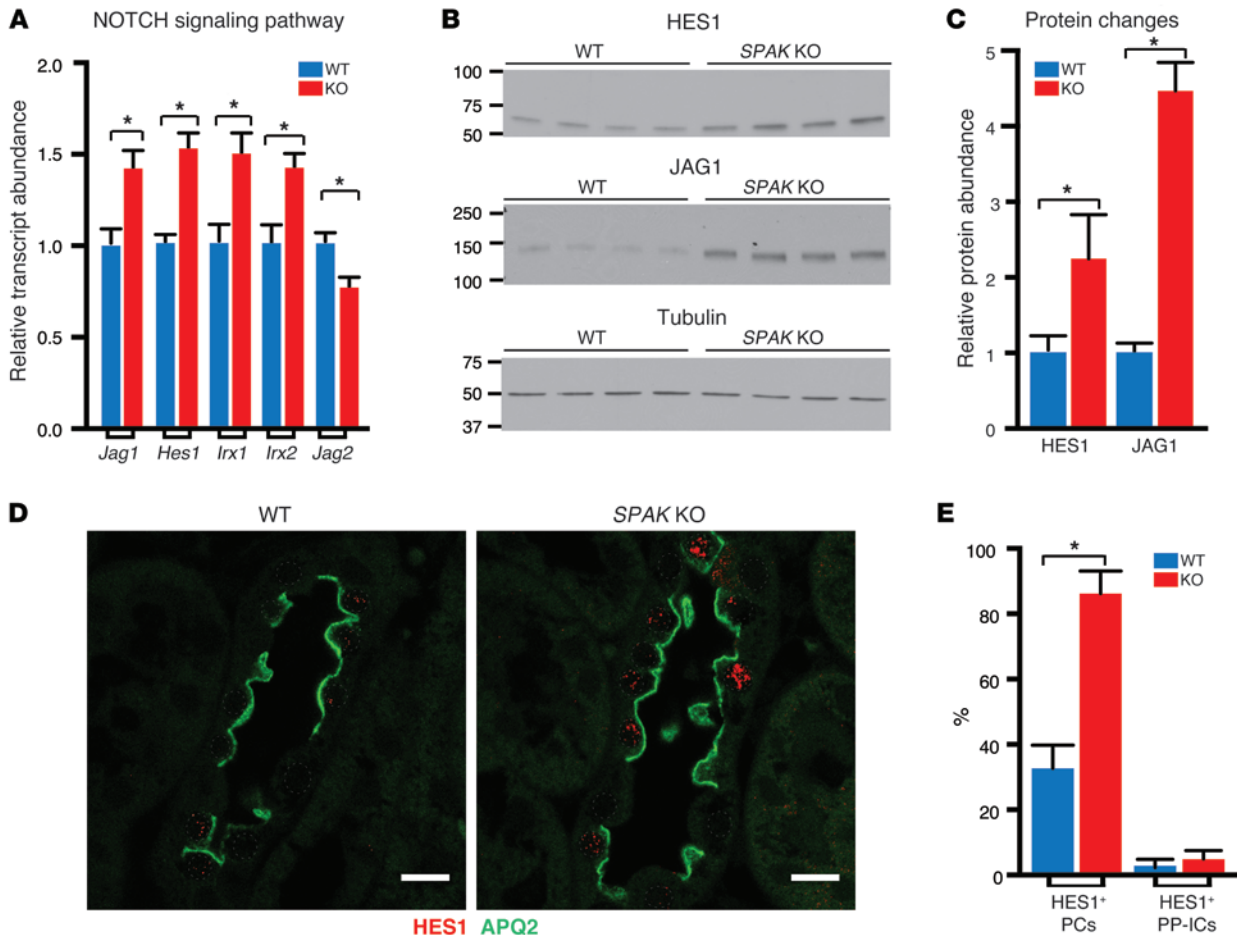 A
NOTCH signaling pathway
Relative transcript abundance
2.0
1.5
1.0
0.5
0.0
WT
KO
*
*
*
*
*
Jag1 Hes1 Irx1 Irx2 Jag2
B
HES1
WT SPAK KO
100
75
50
JAG1
WT SPAK KO
250
150
100
Tubulin
WT SPAK KO
75
50
37
C
Protein changes
Relative protein abundance
5
4
3
2
1
0
WT
KO
*
*
HES1 JAG1
D
WT SPAK KO
HES1 APQ2
E
%
100
80
60
40
20
0
WT
KO
*
HES1+ HES1+
PCs PP-ICs